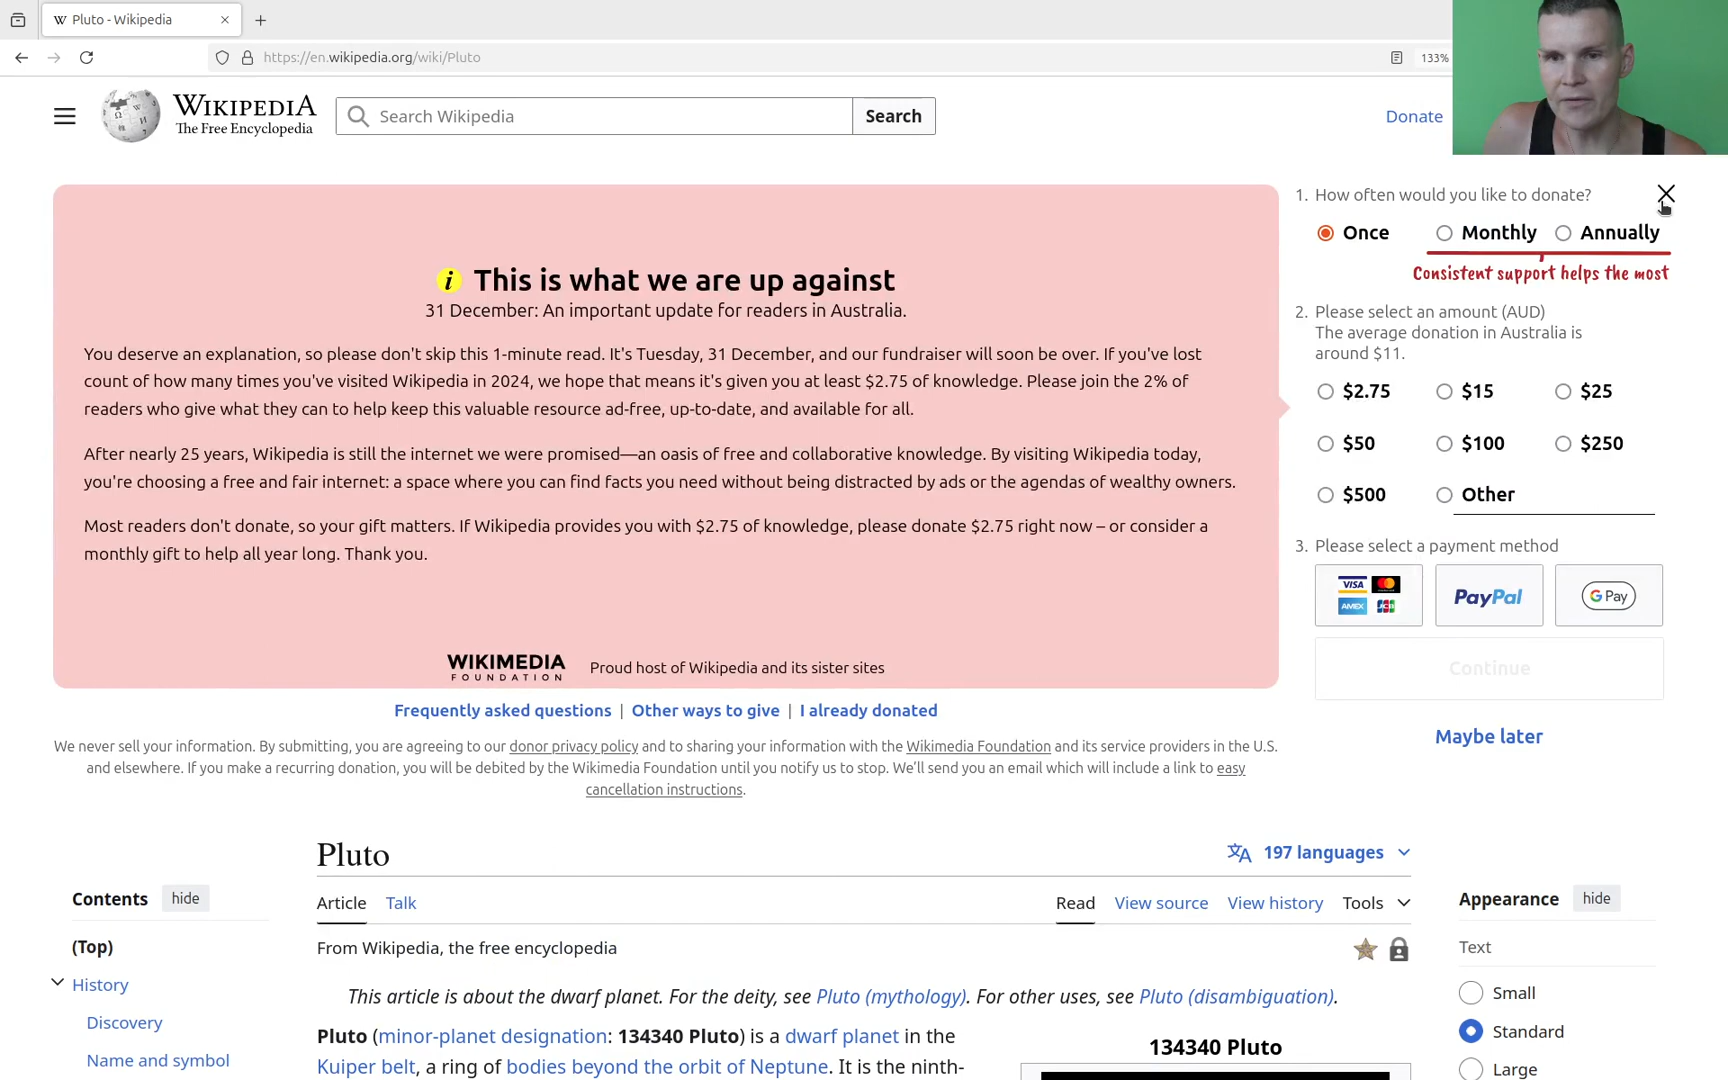 Pluto - Wikipedia
https://en.wikipedia.org/wiki/Pluto
133%
WIKIPEDIA
The Free Encyclopedia
Search Wikipedia
Search
Donate
This is what we are up against
31 December: An important update for readers in Australia.
You deserve an explanation, so please don't skip this 1-minute read. It's Tuesday, 31 December, and our fundraiser will soon be over. If you've lost
count of how many times you've visited Wikipedia in 2024, we hope that means it's given you at least $2.75 of knowledge. Please join the 2% of
readers who give what they can to help keep this valuable resource ad-free, up-to-date, and available for all.
After nearly 25 years, Wikipedia is still the internet we were promised—an oasis of free and collaborative knowledge. By visiting Wikipedia today,
you're choosing a free and fair internet: a space where you can find facts you need without being distracted by ads or the agendas of wealthy owners.
Most readers don't donate, so your gift matters. If Wikipedia provides you with $2.75 of knowledge, please donate $2.75 right now – or consider a
monthly gift to help all year long. Thank you.
WIKIMEDIA
FOUNDATION
Proud host of Wikipedia and its sister sites
1. How often would you like to donate?
Once Monthly Annually
Consistent support helps the most
2. Please select an amount (AUD)
The average donation in Australia is
around $11.
$2.75 $15 $25
$50 $100 $250
$500 Other
3. Please select a payment method
VISA
AMEX JCB
PayPal
G Pay
Continue
Maybe later
Frequently asked questions | Other ways to give | I already donated
We never sell your information. By submitting, you are agreeing to our donor privacy policy and to sharing your information with the Wikimedia Foundation and its service providers in the U.S.
and elsewhere. If you make a recurring donation, you will be debited by the Wikimedia Foundation until you notify us to stop. We'll send you an email which will include a link to easy
cancellation instructions.
Pluto
197 languages
Article Talk
Read View source View history Tools
From Wikipedia, the free encyclopedia
This article is about the dwarf planet. For the deity, see Pluto (mythology). For other uses, see Pluto (disambiguation).
Pluto (minor-planet designation: 134340 Pluto) is a dwarf planet in the
Kuiper belt, a ring of bodies beyond the orbit of Neptune. It is the ninth-
134340 Pluto
Contents hide
(Top)
History
Discovery
Name and symbol
Appearance hide
Text
Small
Standard
Large